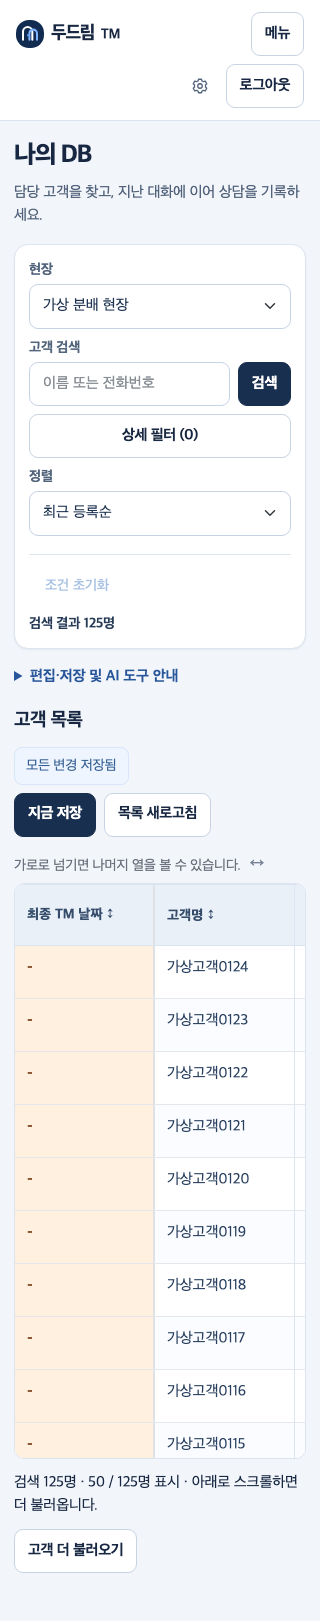 두드림 TM
메뉴
로그아웃
나의 DB
담당 고객을 찾고, 지난 대화에 이어 상담을 기록하
세요.
현장
가상 분배 현장
고객 검색
이름 또는 전화번호
검색
상세 필터 (0)
정렬
최근 등록순
조건 초기화
검색 결과 125명
▶ 편집·저장 및 AI 도구 안내
고객 목록
모든 변경 저장됨
지금 저장
목록 새로고침
가로로 넘기면 나머지 열을 볼 수 있습니다. ↔
최종 TM 날짜 ↕ 고객명 ↕
- 가상고객0124
- 가상고객0123
- 가상고객0122
- 가상고객0121
- 가상고객0120
- 가상고객0119
- 가상고객0118
- 가상고객0117
- 가상고객0116
- 가상고객0115
검색 125명 · 50 / 125명 표시 · 아래로 스크롤하면
더 불러옵니다.
고객 더 불러오기